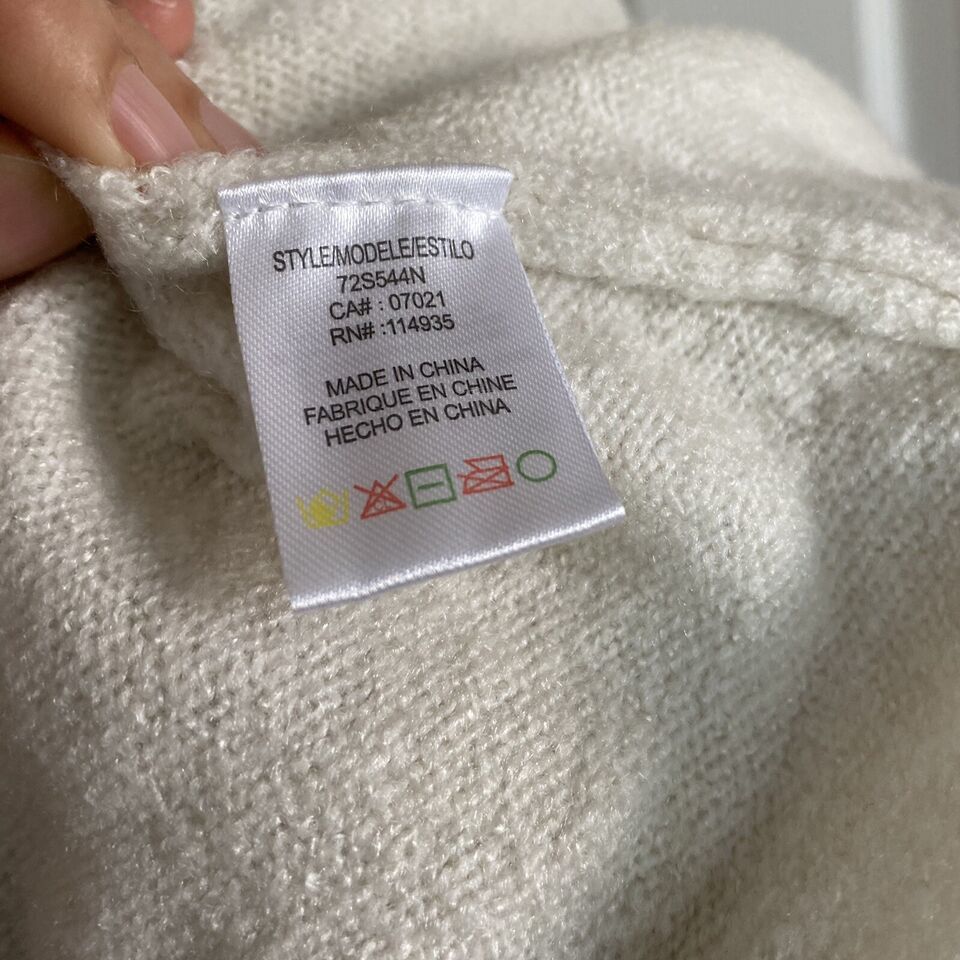 STYLE/MODELE/ESTILO
72S544N
CA# : 07021
RN# :114935
MADE IN CHINA
FABRIQUE EN CHINE
HECHO EN CHINA